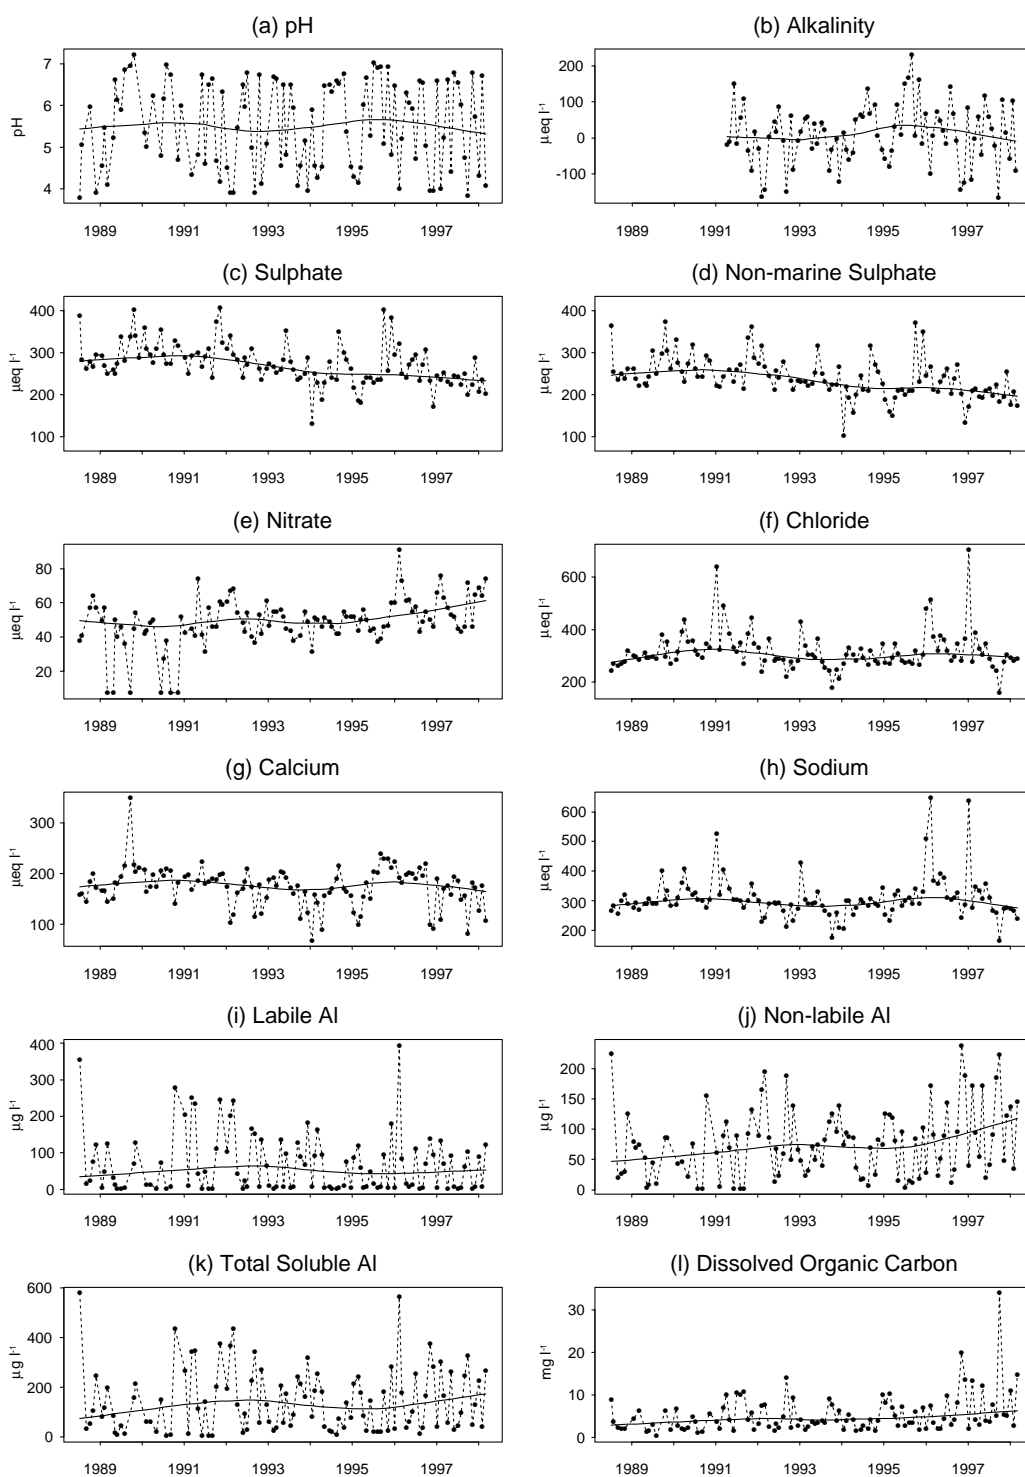 (a) pH
pH
7
6
5
4
1989 1991 1993 1995 1997
(b) Alkalinity
µeq l-1
200
100
0
-100
1989 1991 1993 1995 1997
(c) Sulphate
µeq l-1
400
300
200
100
1989 1991 1993 1995 1997
(d) Non-marine Sulphate
µeq l-1
400
300
200
100
1989 1991 1993 1995 1997
(e) Nitrate
µeq l-1
80
60
40
20
1989 1991 1993 1995 1997
(f) Chloride
µeq l-1
600
400
200
1989 1991 1993 1995 1997
(g) Calcium
µeq l-1
300
200
100
1989 1991 1993 1995 1997
(h) Sodium
µeq l-1
600
500
400
300
200
1989 1991 1993 1995 1997
(i) Labile Al
µg l-1
400
300
200
100
0
1989 1991 1993 1995 1997
(j) Non-labile Al
µg l-1
200
150
100
50
0
1989 1991 1993 1995 1997
(k) Total Soluble Al
µg l-1
600
400
200
0
1989 1991 1993 1995 1997
(l) Dissolved Organic Carbon
mg l-1
30
20
10
0
1989 1991 1993 1995 1997